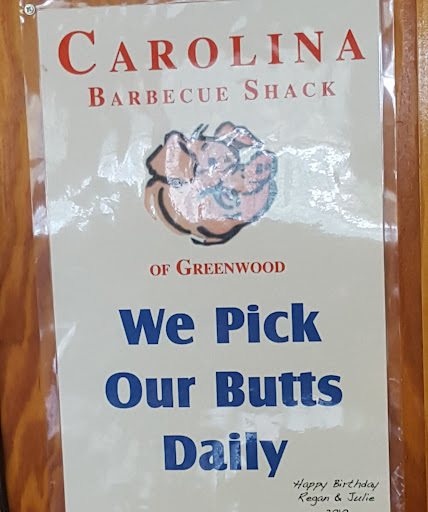 CAROLINA
BARBECUE SHACK
OF GREENWOOD
We Pick
Our Butts
Daily
Happy Birthday
Regan & Julie